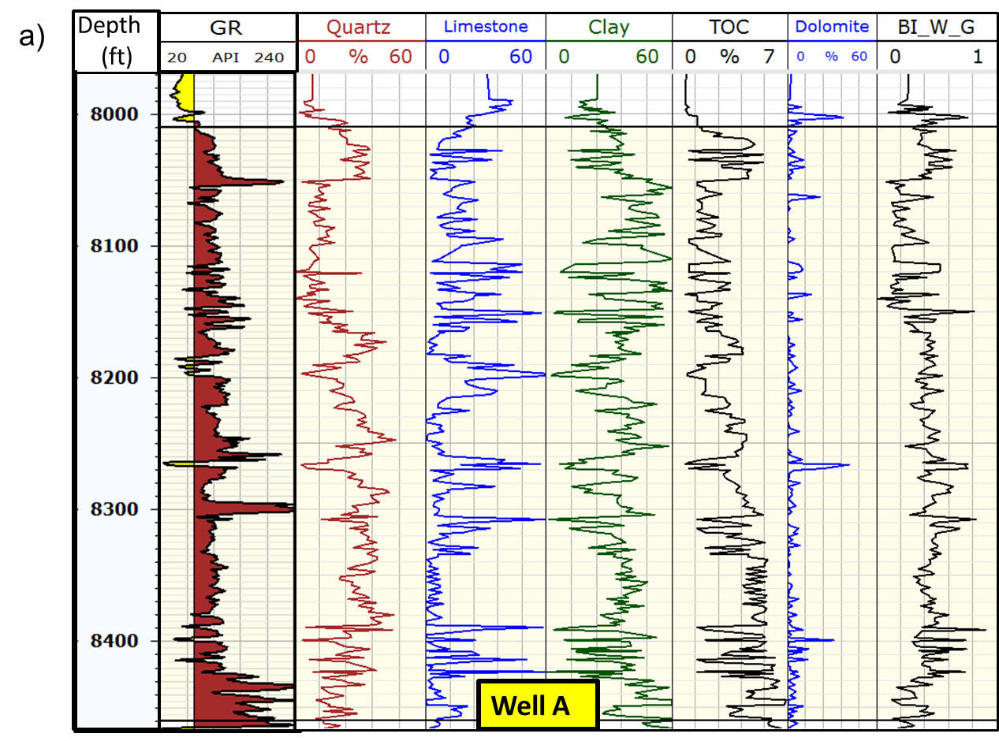 a)
Depth (ft)
GR
Quartz
Limestone
Clay
TOC
Dolomite
BI_W_G
20 API 240
0 % 60
0 60
0 60
0 % 7
0 % 60
0 1
8000
8100
8200
8300
8400
Well A